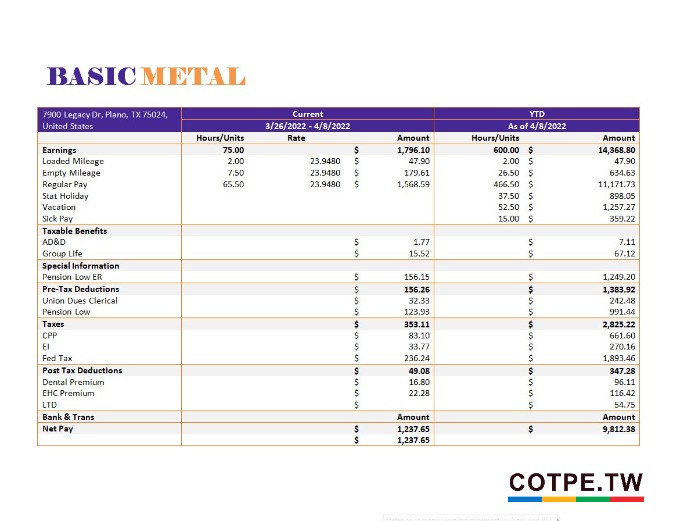 BASIC METAL
7900 Legacy Dr, Plano, TX 75024, Current YTD
United States 3/26/2022 - 4/8/2022 As of 4/8/2022
Hours/Units Rate Amount Hours/Units Amount
Earnings 75.00 $ 1,796.10 600.00 $ 14,368.80
Loaded Mileage 2.00 23.9480 $ 47.90 2.00 $ 47.90
Empty Mileage 7.50 23.9480 $ 179.61 26.50 $ 634.63
Regular Pay 65.50 23.9480 $ 1,568.59 466.50 $ 11,171.73
Stat Holiday 37.50 $ 898.05
Vacation 52.50 $ 1,257.27
Sick Pay 15.00 $ 359.22
Taxable Benefits
AD&D $ 1.77 $ 7.11
Group Life $ 15.52 $ 67.12
Special Information
Pension Low ER $ 156.15 $ 1,249.20
Pre-Tax Deductions $ 156.26 $ 1,383.92
Union Dues Clerical $ 32.33 $ 242.48
Pension Low $ 123.93 $ 991.44
Taxes $ 353.11 $ 2,825.22
CPP $ 83.10 $ 661.60
EI $ 33.77 $ 270.16
Fed Tax $ 236.24 $ 1,893.46
Post Tax Deductions $ 49.08 $ 347.28
Dental Premium $ 16.80 $ 96.11
EHC Premium $ 22.28 $ 116.42
LTD $ $ 54.75
Bank & Trans Amount Amount
Net Pay $ 1,237.65 $ 9,812.38
$ 1,237.65
COTPE.TW